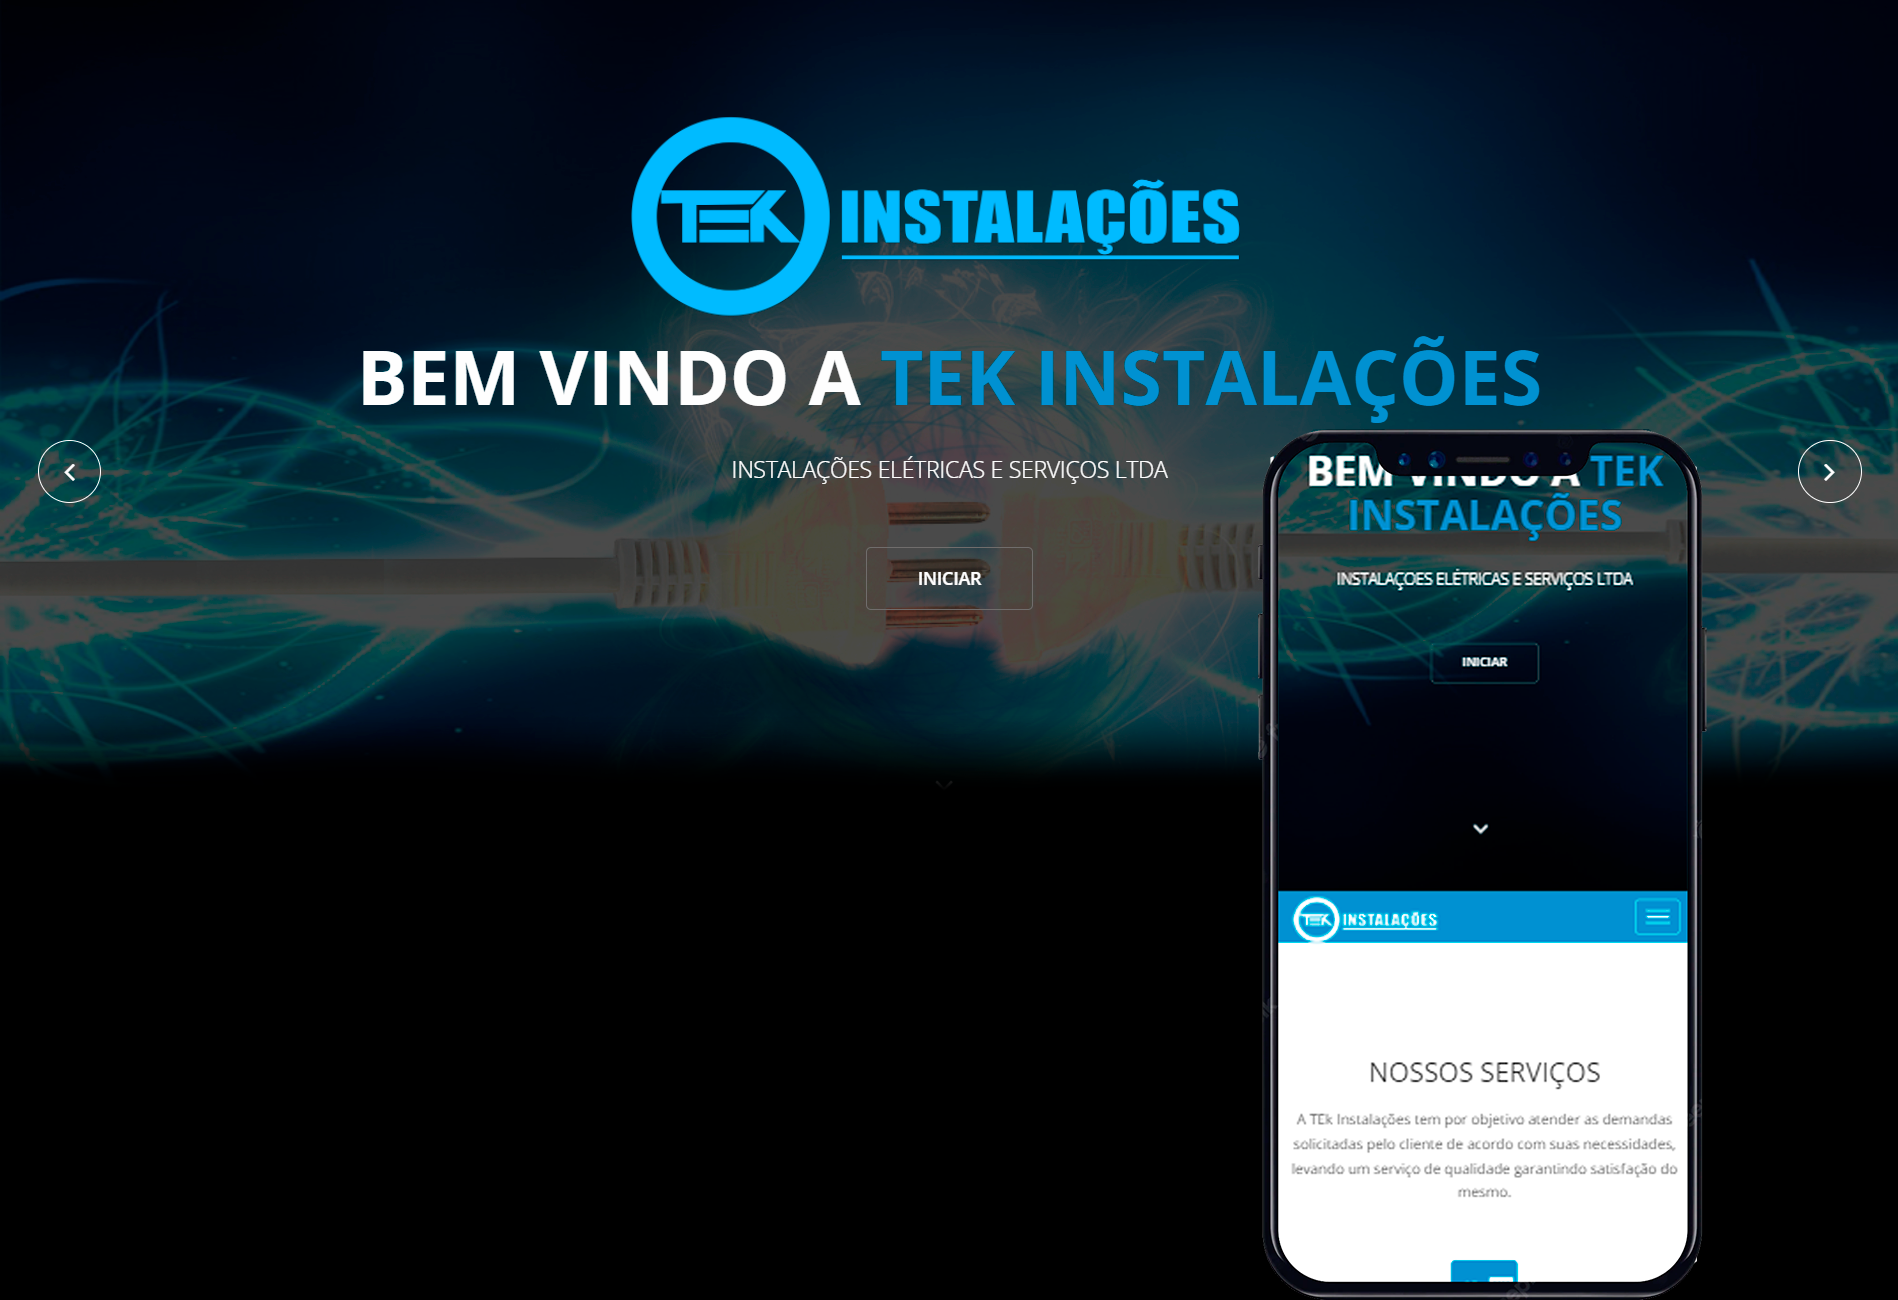 TEK INSTALAÇÕES
BEM VINDO A TEK INSTALAÇÕES
INSTALAÇÕES ELÉTRICAS E SERVIÇOS LTDA
INICIAR
BEM VINDO A TEK
INSTALAÇÕES
INSTALAÇOES ELÉTRICAS E SERVIÇOS LTDA
INICIAR
TEK INSTALAÇÕES
NOSSOS SERVIÇOS
A TEk Instalações tem por objetivo atender as demandas
solicitadas pelo cliente de acordo com suas necessidades,
levando um serviço de qualidade garantindo satisfação do
mesmo.